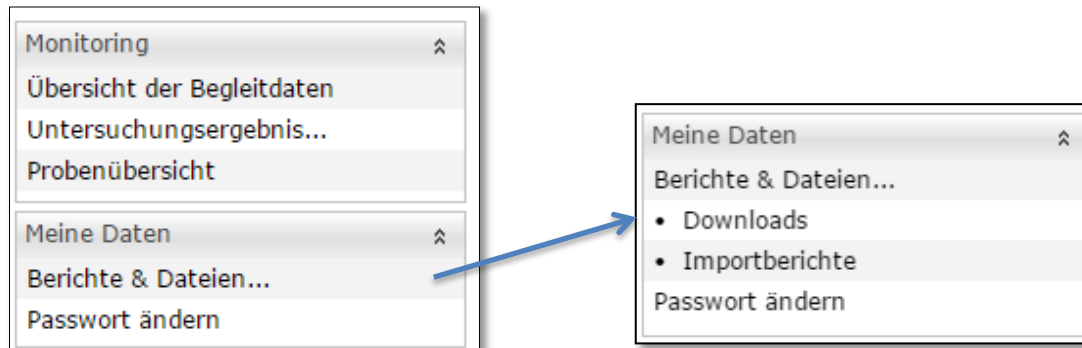 Monitoring
Übersicht der Begleitdaten
Untersuchungsergebnis...
Probenübersicht
Meine Daten
Berichte & Dateien...
Passwort ändern
Meine Daten
Berichte & Dateien...
• Downloads
• Importberichte
Passwort ändern